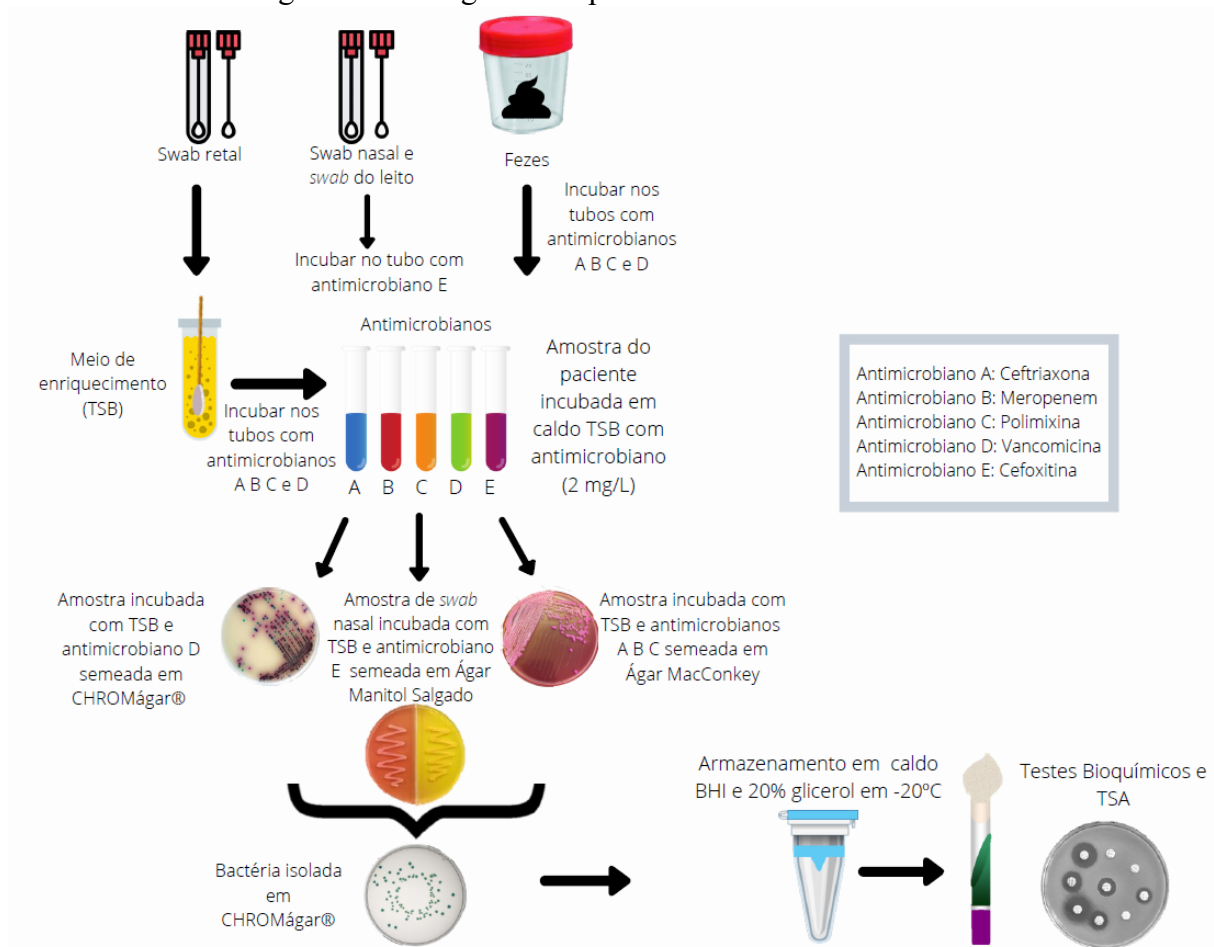 Swab retal
Swab nasal e
swab do leito
Fezes
Incubar nos
tubos com
antimicrobianos
A B C e D
Incubar no tubo com
antimicrobiano E
Meio de
enriquecimento
(TSB)
Incubar nos
tubos com
antimicrobianos
A B C e D
Antimicrobianos
A B C D E
Amostra do
paciente
incubada em
caldo TSB com
antimicrobiano
(2 mg/L)
Antimicrobiano A: Ceftriaxona
Antimicrobiano B: Meropenem
Antimicrobiano C: Polimixina
Antimicrobiano D: Vancomicina
Antimicrobiano E: Cefoxitina
Amostra incubada
com TSB e
antimicrobiano D
semeada em
CHROMágar®
Amostra de swab
nasal incubada com
TSB e antimicrobiano
E semeada em Ágar
Manitol Salgado
Amostra incubada com
TSB e antimicrobianos
A B C semeada em
Ágar MacConkey
Bactéria isolada
em
CHROMágar®
Armazenamento em caldo
BHI e 20% glicerol em -20ºC
Testes Bioquímicos e
TSA